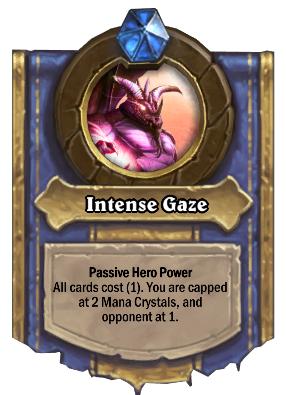 Intense Gaze
Passive Hero Power
All cards cost (1). You are capped
at 2 Mana Crystals, and
opponent at 1.